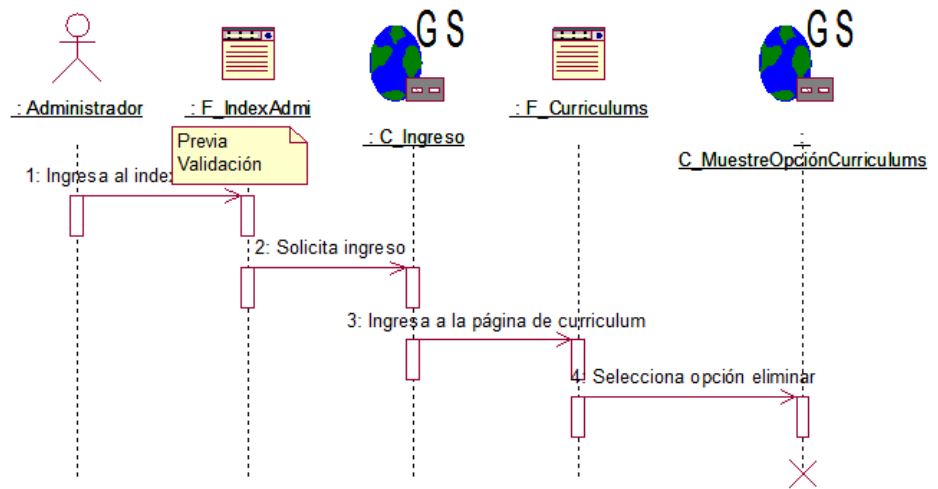 G S
G S
: Administrador
: F_IndexAdmi
: C_Ingreso
: F_Curriculums
:
C_MuestreOpciónCurriculums
Previa
Validación
1: Ingresa al index
2: Solicita ingreso
3: Ingresa a la página de curriculum
4: Selecciona opción eliminar